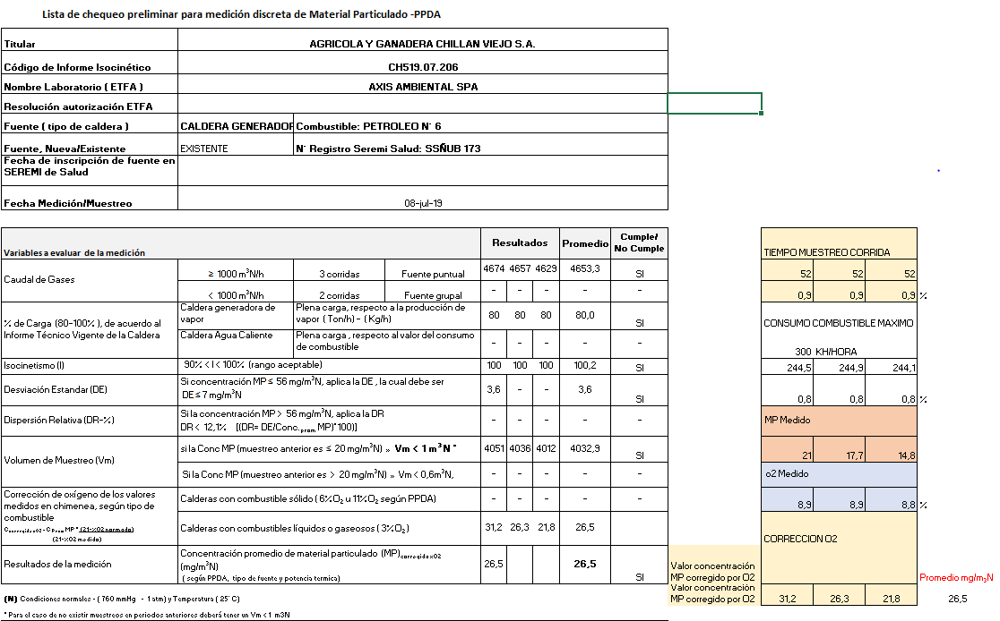 Lista de chequeo preliminar para medición discreta de Material Particulado -PPDA
Titular AGRICOLA Y GANADERA CHILLAN VIEJO S.A.
Código de Informe Isocinético CH519.07.206
Nombre Laboratorio ( ETFA ) AXIS AMBIENTAL SPA
Resolución autorización ETFA
Fuente ( tipo de caldera ) CALDERA GENERADOR Combustible: PETROLEO N° 6
Fuente, Nueva/Existente EXISTENTE N° Registro Seremi Salud: SSÑUB 173
Fecha de inscripción de fuente en
SEREMI de Salud
Fecha Medición/Muestreo 08-jul-19
Variables a evaluar de la medición Resultados Promedio Cumple/
No Cumple
Caudal de Gases ≥ 1000 m³N/h 3 corridas Fuente puntual 4674 4657 4629 4653,3 SI
< 1000 m³N/h 2 corridas Fuente grupal - - - - -
% de Carga (80-100% ), de acuerdo al
Informe Técnico Vigente de la Caldera
Caldera generadora de
vapor
Plena carga, respecto a la producción de
vapor ( Ton/h) - ( Kg/h)
80 80 80 80,0 SI
Caldera Agua Caliente
Plena carga , respecto al valor del consumo
de combustible
- - - - -
Isocinetismo (I) 90% < I < 100% (rango aceptable) 100 100 100 100,2 SI
Desviación Estandar (DE)
Si concentración MP ≤ 56 mg/m³N, aplica la DE , la cual debe ser
DE ≤ 7 mg/m³N
3,6 - - 3,6 SI
Dispersión Relativa (DR-%)
Si la concentración MP > 56 mg/m³N, aplica la DR
DR < 12,1% [(DR= DE/Conc.prom MP)*100)]
- - - - -
Volumen de Muestreo (Vm)
si la Conc MP (muestreo anterior es ≤ 20 mg/m³N) » Vm < 1 m³N *
4051 4036 4012 4032,9 SI
Si la Conc MP (muestreo anterior es > 20 mg/m³N) » Vm < 0,6m³N,
- - - - -
Corrección de oxígeno de los valores
medidos en chimenea, según tipo de
combustible
(21-%O2 medido)
Calderas con combustible sólido ( 6%O₂ u 11%O₂ según PPDA)
- - - - -
Calderas con combustibles líquidos o gaseosos ( 3%O₂ )
31,2 26,3 21,8 26,5
Resultados de la medición
Concentración promedio de material particulado (MP)corregido x O2
(mg/m³N)
( según PPDA, tipo de fuente y potencia termica)
26,5 26,5 SI
(N) Condiciones normales - ( 760 mmHg - 1 atm) y Temperatura ( 25° C)
* Para el caso de no existir muestreos en periodos anteriores deberá tener un Vm < 1 m3N
TIEMPO MUESTREO CORRIDA
52 52 52
0,9 0,9 0,9 %
CONSUMO COMBUSTIBLE MAXIMO
300 KH/HORA
244,5 244,9 244,1
0,8 0,8 0,8 %
MP Medido
21 17,7 14,8
o2 Medido
8,9 8,9 8,8 %
CORRECCION O2
Valor concentración
MP corregido por O2
Promedio mg/m₃N
Valor concentración
MP corregido por O2
31,2 26,3 21,8 26,5